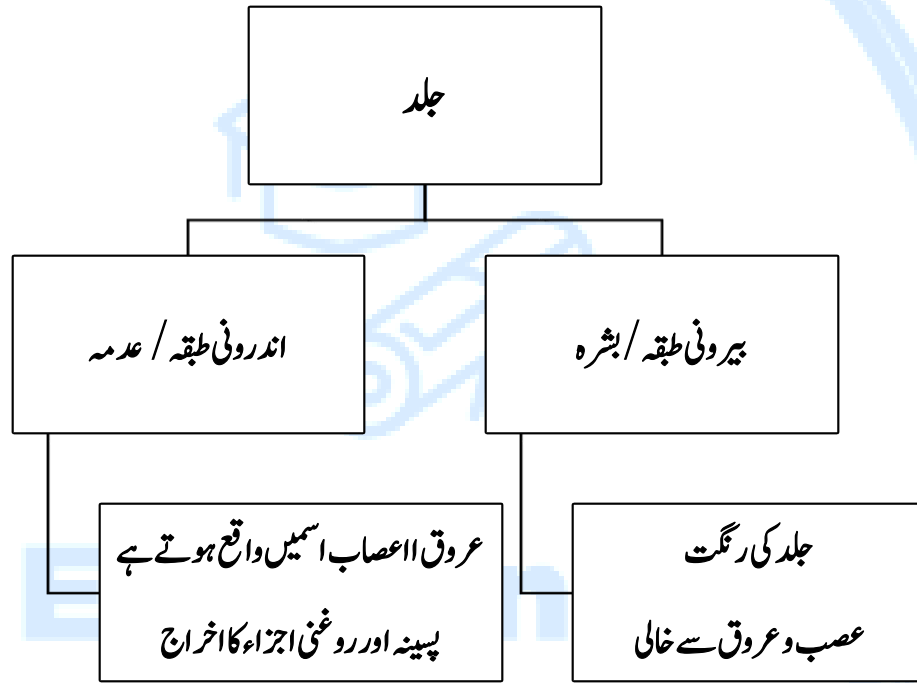 جلد
بیرونی طبقہ / بشرہ
اندرونی طبقہ / عدمہ
جلد کی رنگت
عصب و عروق سے خالی
عروق ااعصاب اسمیں واقع ہوتے ہے
پسینہ اور روغنی اجزاء کا اخراج